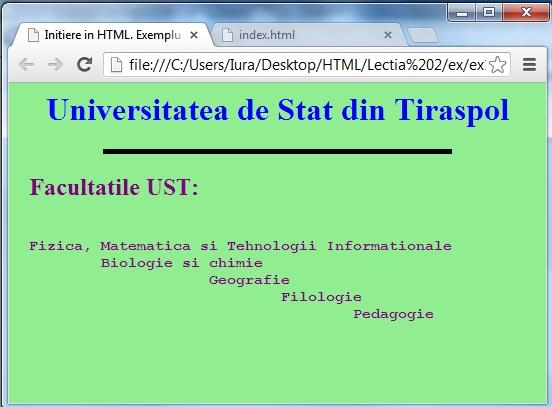 Initiere in HTML. Exemplu
index.html
file:///C:/Users/Iura/Desktop/HTML/Lectia%202/ex/ex
Universitatea de Stat din Tiraspol
Facultatile UST:
Fizica, Matematica si Tehnologii Informationale
Biologie si chimie
Geografie
Filologie
Pedagogie